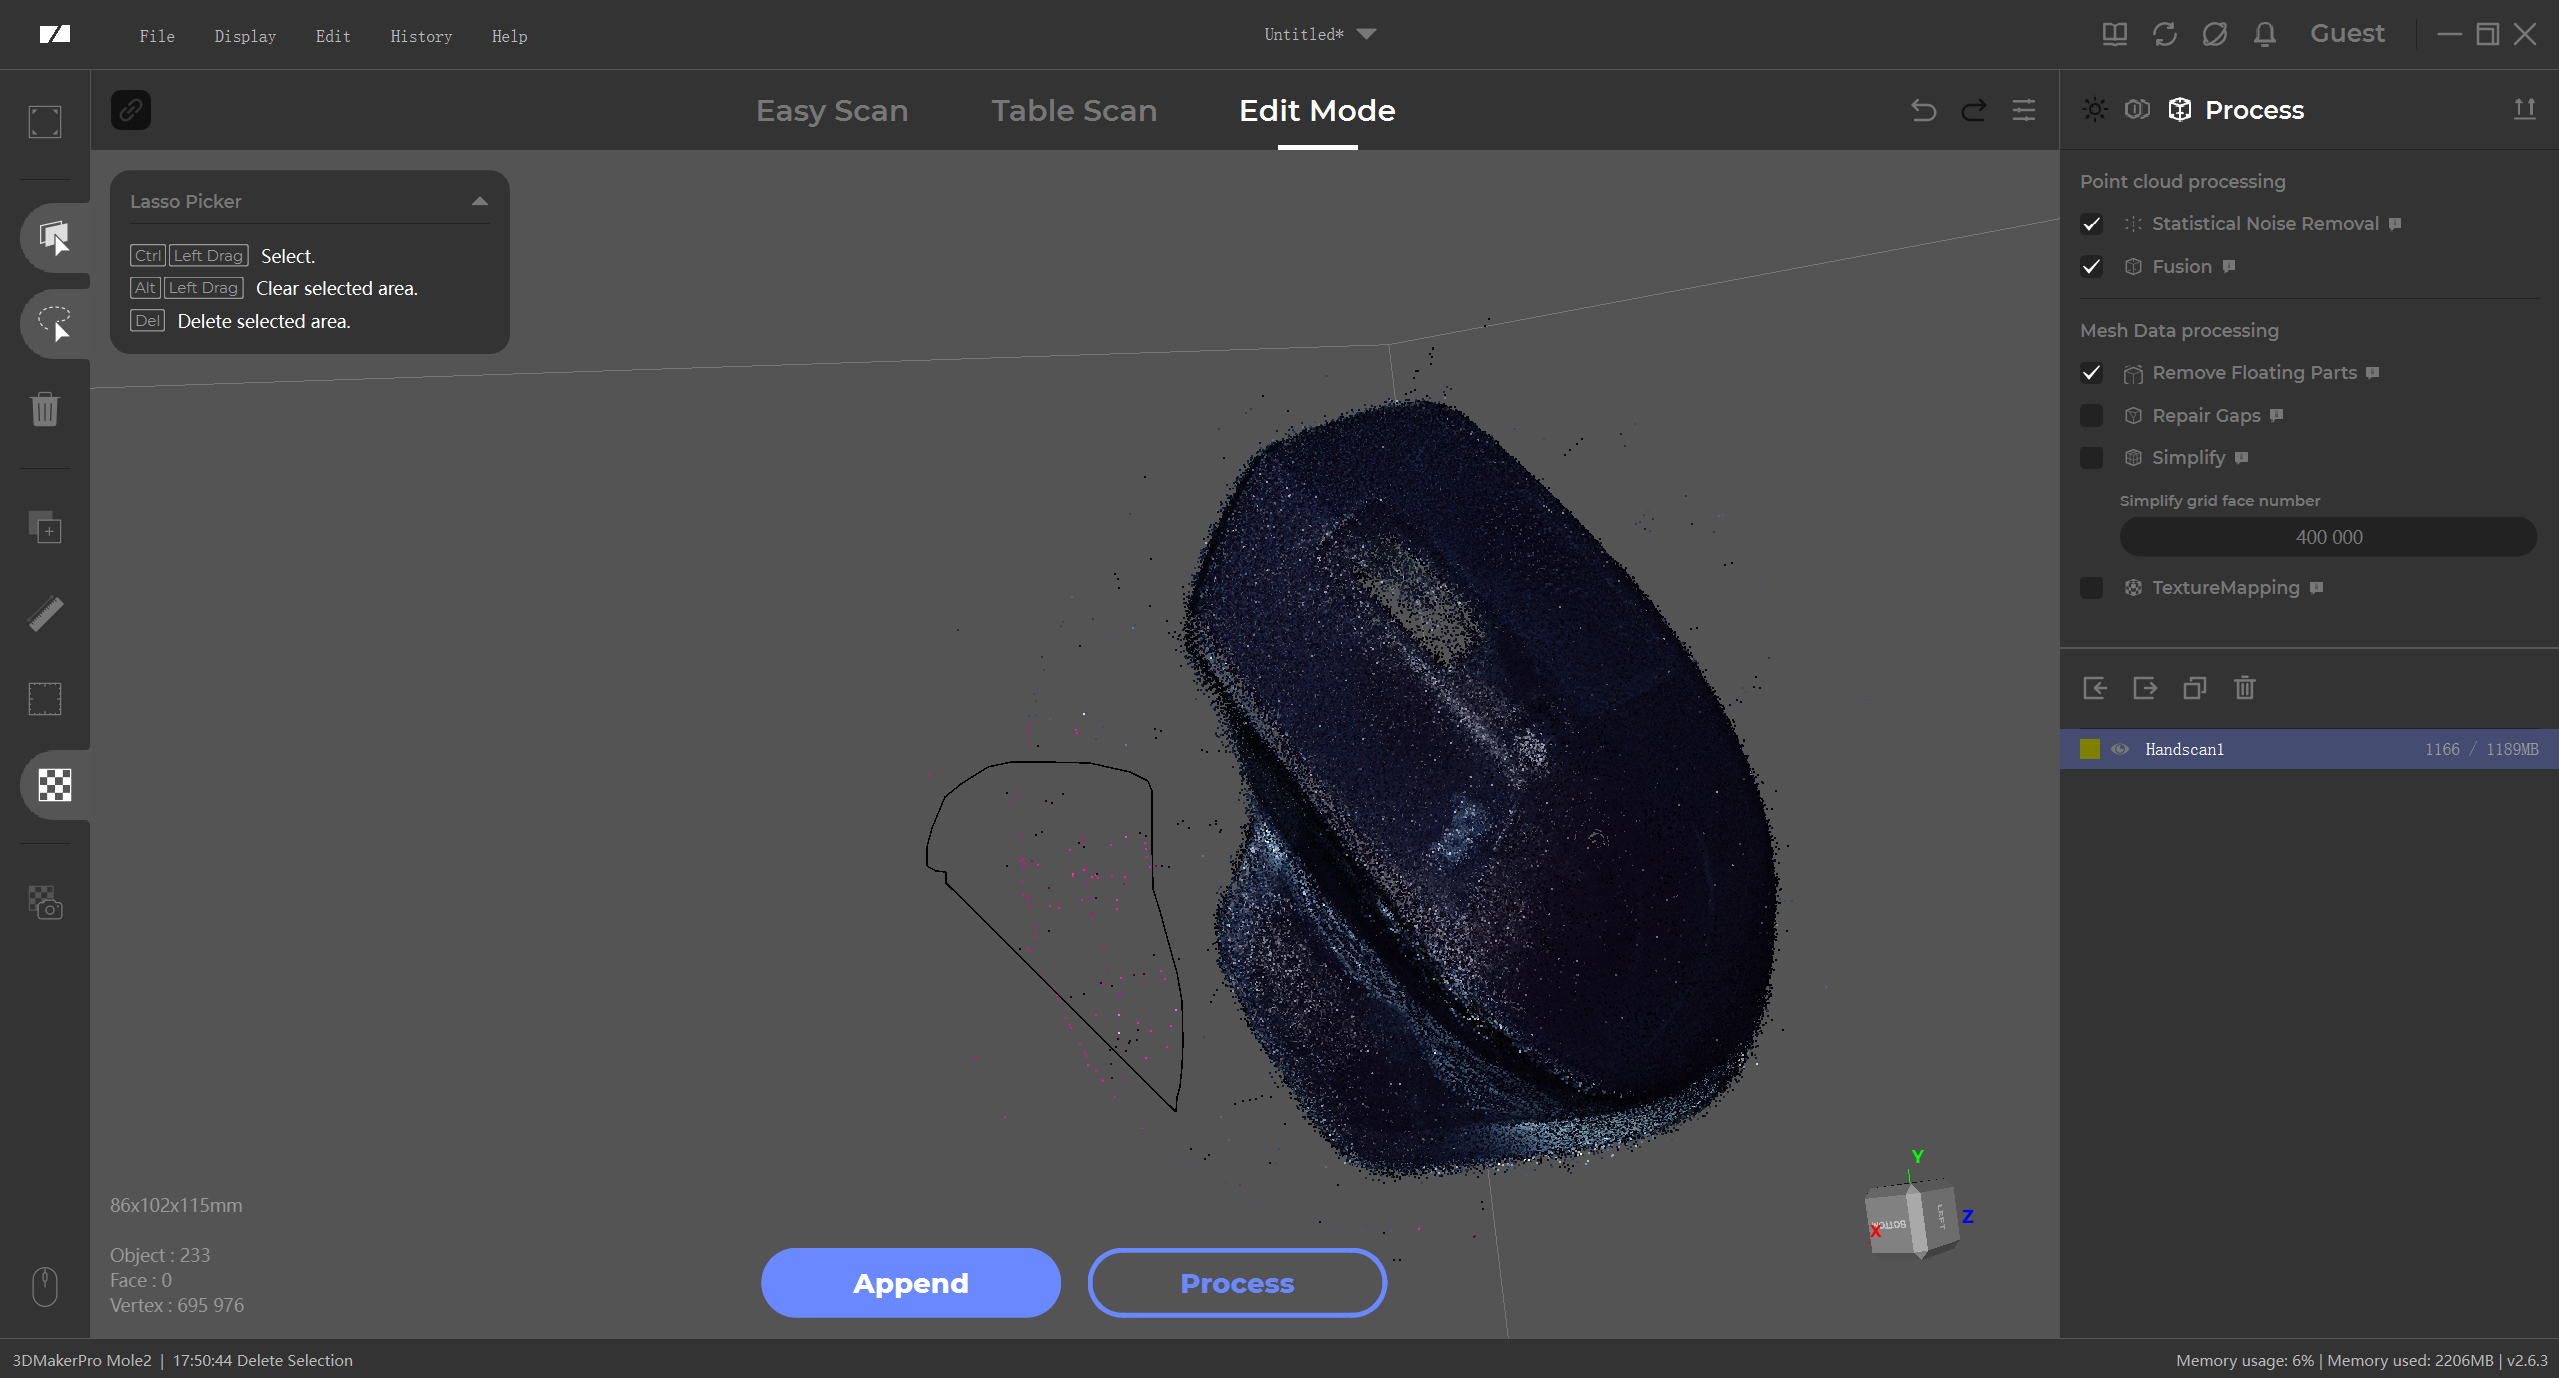 File Display Edit History Help
Untitled*
Guest
Easy Scan Table Scan Edit Mode
Process
Lasso Picker
Ctrl Left Drag Select.
Alt Left Drag Clear selected area.
Del Delete selected area.
Point cloud processing
Statistical Noise Removal
Fusion
Mesh Data processing
Remove Floating Parts
Repair Gaps
Simplify
Simplify grid face number
400 000
TextureMapping
Handscan1 1166 / 1189MB
86x102x115mm
Object : 233
Face : 0
Vertex : 695 976
Append Process
Y
Z
X
BOTTOM
LEFT
3DMakerPro Mole2 | 17:50:44 Delete Selection
Memory usage: 6% | Memory used: 2206MB | v2.6.3